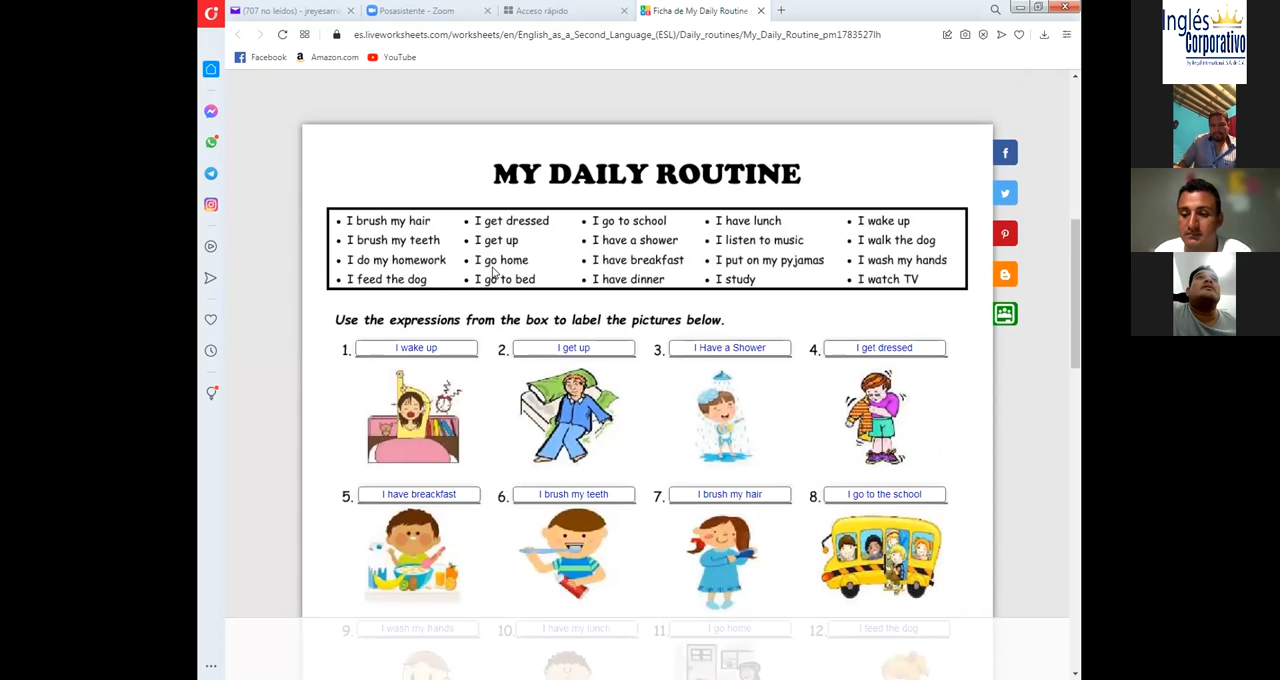 (707 no leídos) - jreyesarm
Posasistente - Zoom
Acceso rápido
Ficha de My Daily Routine
es.liveworksheets.com/worksheets/en/English_as_a_Second_Language_(ESL)/Daily_routines/My_Daily_Routine_pm1783527lh
Facebook
Amazon.com
YouTube
Inglés
Corporativo
MY DAILY ROUTINE
• I brush my hair • I get dressed • I go to school • I have lunch • I wake up
• I brush my teeth • I get up • I have a shower • I listen to music • I walk the dog
• I do my homework • I go home • I have breakfast • I put on my pyjamas • I wash my hands
• I feed the dog • I go to bed • I have dinner • I study • I watch TV
Use the expressions from the box to label the pictures below.
1. I wake up 2. I get up 3. I Have a Shower 4. I get dressed
5. I have breackfast 6. I brush my teeth 7. I brush my hair 8. I go to the school
9. I wash my hands 10. I have my lunch 11. I go home 12. I feed the dog